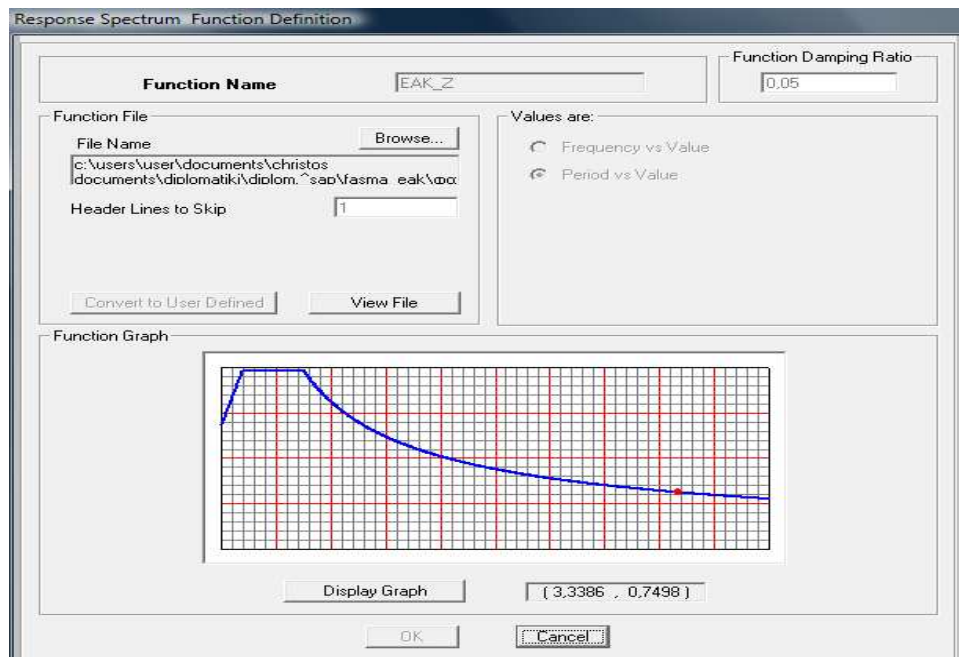 Response Spectrum Function Definition
Function Damping Ratio
Function Name
EAK_Z
0,05
Function File
Values are:
File Name
Browse...
c:\users\user\documents\christos
documents\diplomatiki\diplom.^sap\fasma_eak\φα
Frequency vs Value
Period vs Value
Header Lines to Skip
1
Convert to User Defined
View File
Function Graph
Display Graph
( 3,3386 , 0,7498 )
OK
Cancel